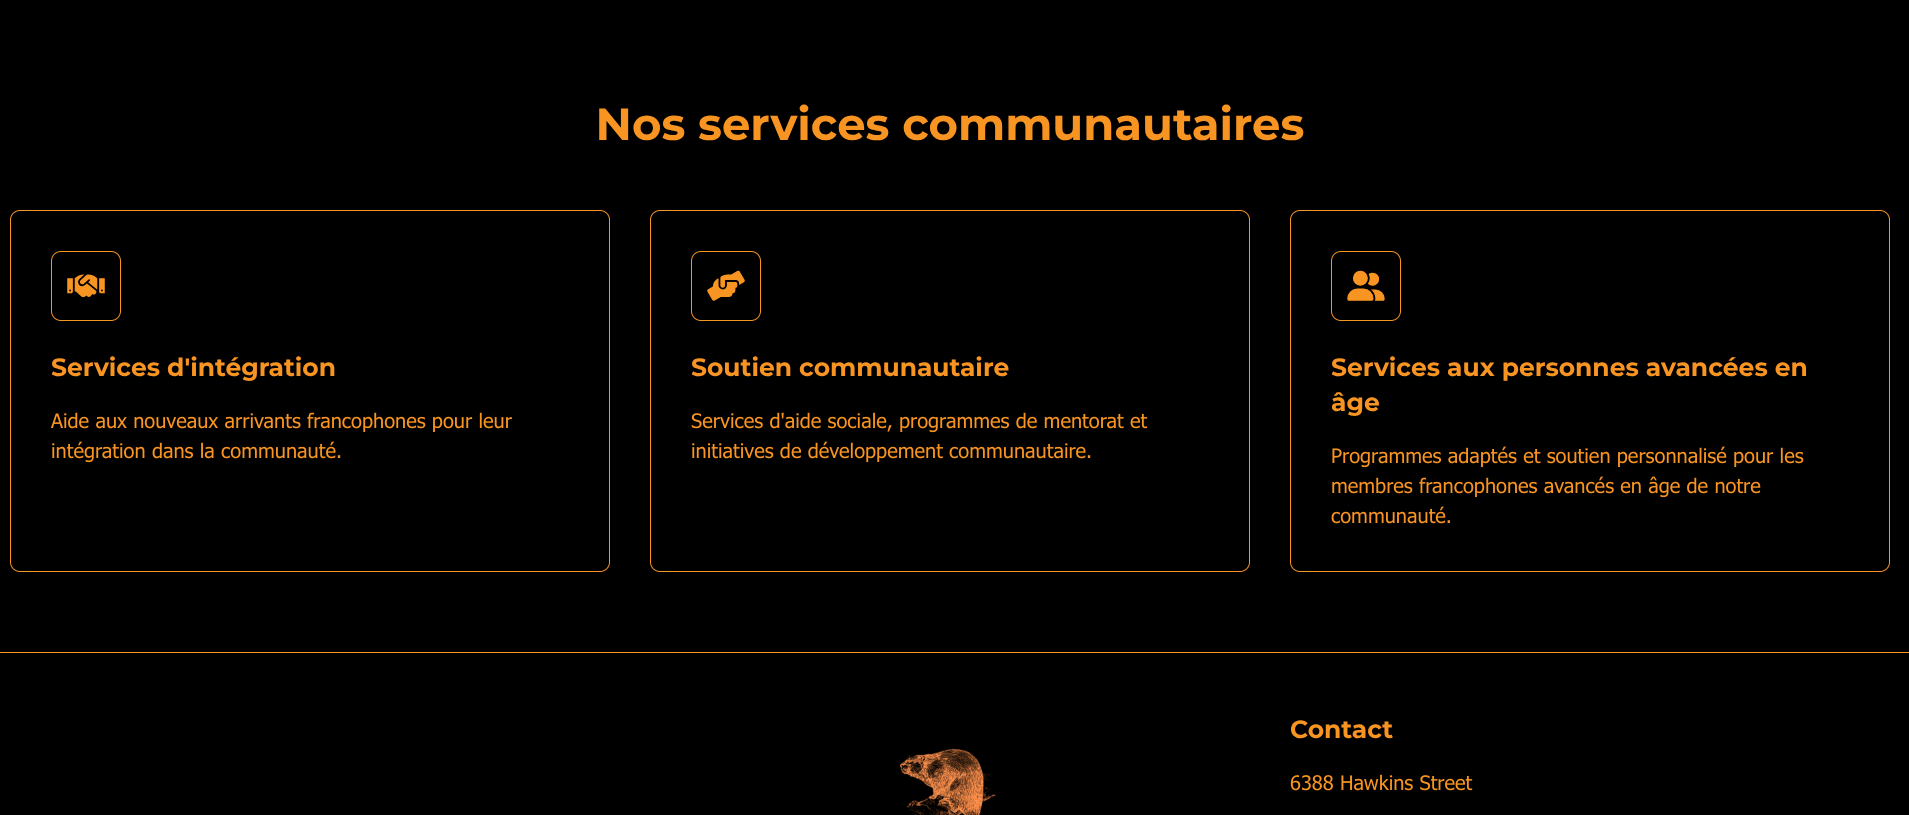 Nos services communautaires
Services d'intégration
Aide aux nouveaux arrivants francophones pour leur
intégration dans la communauté.
Soutien communautaire
Services d'aide sociale, programmes de mentorat et
initiatives de développement communautaire.
Services aux personnes avancées en
âge
Programmes adaptés et soutien personnalisé pour les
membres francophones avancés en âge de notre
communauté.
Contact
6388 Hawkins Street